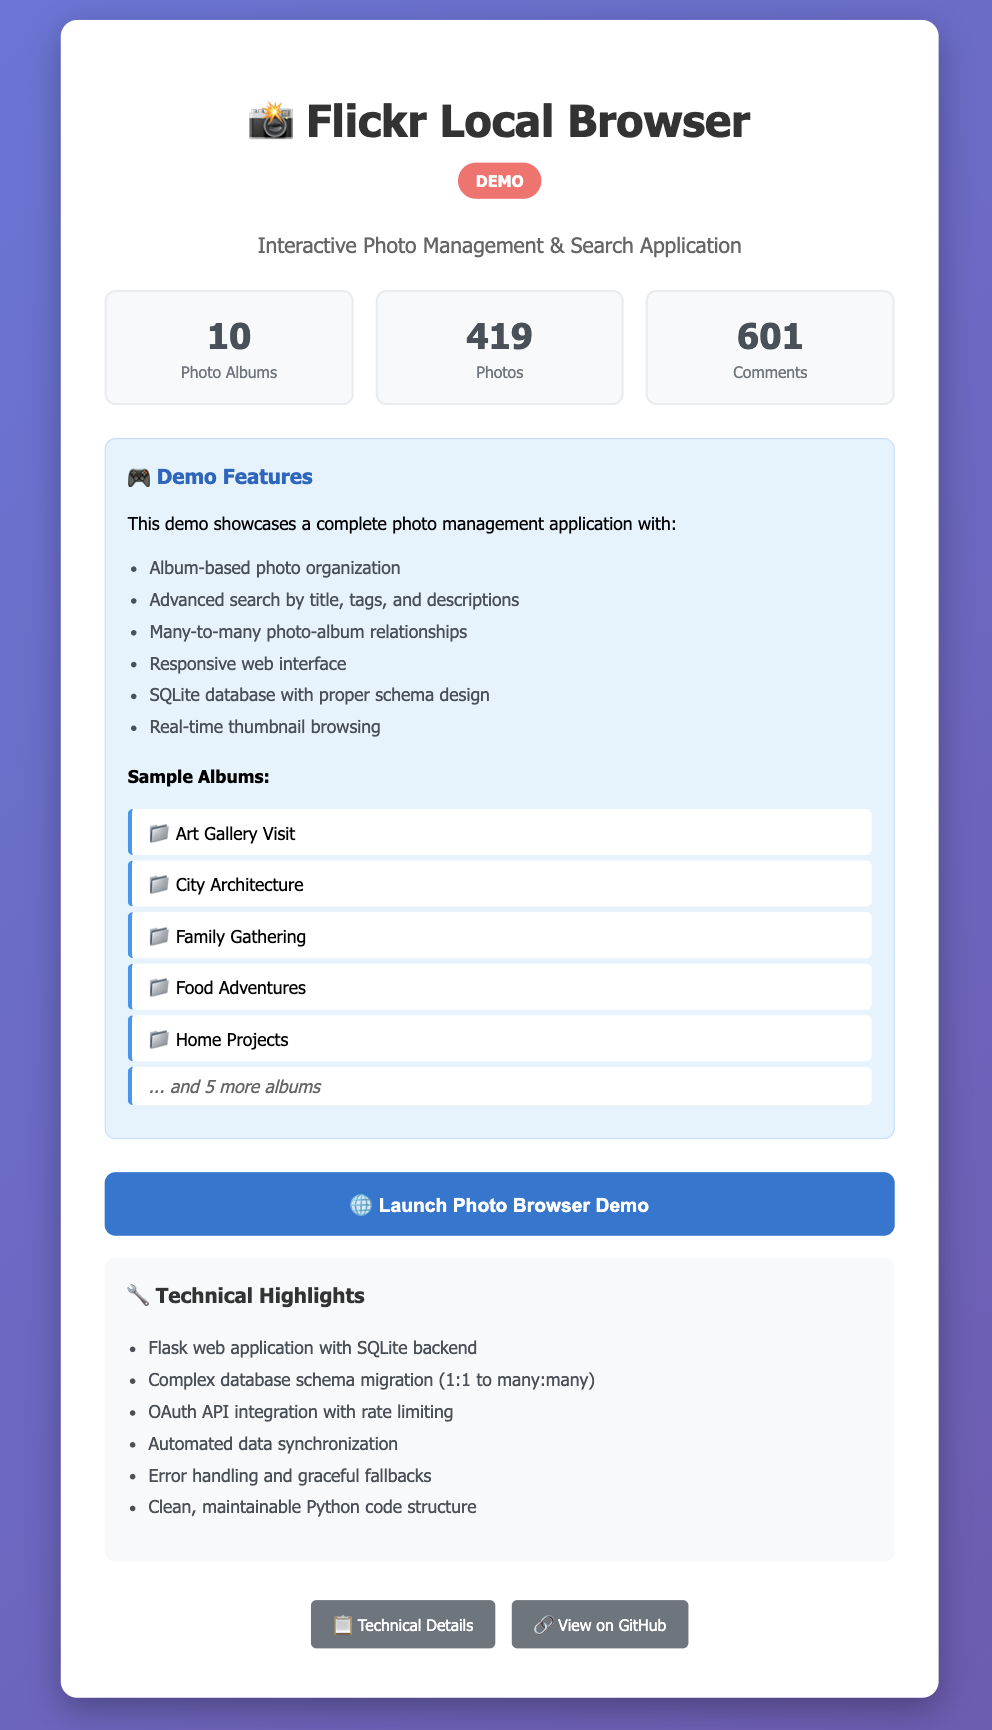 📸 Flickr Local Browser
DEMO
Interactive Photo Management & Search Application
10
Photo Albums
419
Photos
601
Comments
🎮 Demo Features
This demo showcases a complete photo management application with:
• Album-based photo organization
• Advanced search by title, tags, and descriptions
• Many-to-many photo-album relationships
• Responsive web interface
• SQLite database with proper schema design
• Real-time thumbnail browsing
Sample Albums:
📁 Art Gallery Visit
📁 City Architecture
📁 Family Gathering
📁 Food Adventures
📁 Home Projects
... and 5 more albums
🌐 Launch Photo Browser Demo
🔧 Technical Highlights
• Flask web application with SQLite backend
• Complex database schema migration (1:1 to many:many)
• OAuth API integration with rate limiting
• Automated data synchronization
• Error handling and graceful fallbacks
• Clean, maintainable Python code structure
📋 Technical Details
🔗 View on GitHub